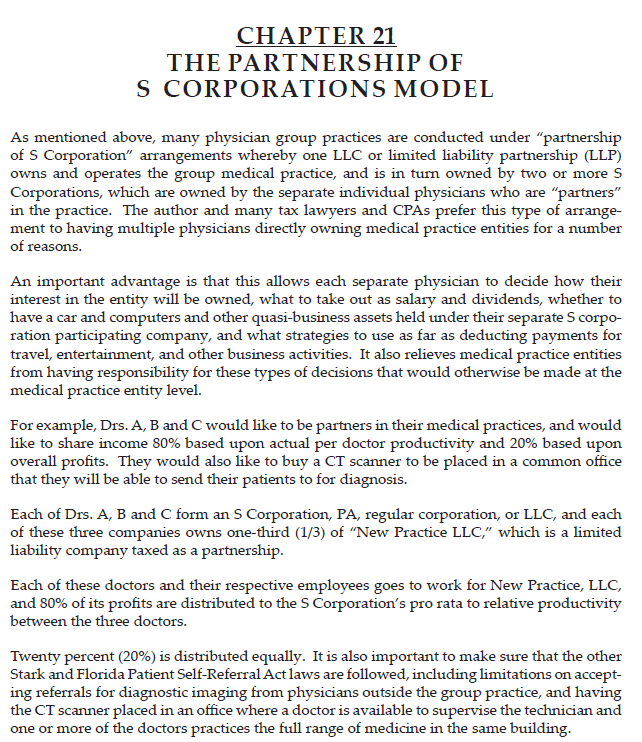 CHAPTER 21
THE PARTNERSHIP OF
S CORPORATIONS MODEL
As mentioned above, many physician group practices are conducted under “partnership
of S Corporation” arrangements whereby one LLC or limited liability partnership (LLP)
owns and operates the group medical practice, and is in turn owned by two or more S
Corporations, which are owned by the separate individual physicians who are “partners”
in the practice. The author and many tax lawyers and CPAs prefer this type of arrange-
ment to having multiple physicians directly owning medical practice entities for a number
of reasons.
An important advantage is that this allows each separate physician to decide how their
interest in the entity will be owned, what to take out as salary and dividends, whether to
have a car and computers and other quasi-business assets held under their separate S corpo-
ration participating company, and what strategies to use as far as deducting payments for
travel, entertainment, and other business activities. It also relieves medical practice entities
from having responsibility for these types of decisions that would otherwise be made at the
medical practice entity level.
For example, Drs. A, B and C would like to be partners in their medical practices, and would
like to share income 80% based upon actual per doctor productivity and 20% based upon
overall profits. They would also like to buy a CT scanner to be placed in a common office
that they will be able to send their patients to for diagnosis.
Each of Drs. A, B and C form an S Corporation, PA, regular corporation, or LLC, and each
of these three companies owns one-third (1/3) of “New Practice LLC,” which is a limited
liability company taxed as a partnership.
Each of these doctors and their respective employees goes to work for New Practice, LLC,
and 80% of its profits are distributed to the S Corporation’s pro rata to relative productivity
between the three doctors.
Twenty percent (20%) is distributed equally. It is also important to make sure that the other
Stark and Florida Patient Self-Referral Act laws are followed, including limitations on accept-
ing referrals for diagnostic imaging from physicians outside the group practice, and having
the CT scanner placed in an office where a doctor is available to supervise the technician and
one or more of the doctors practices the full range of medicine in the same building.